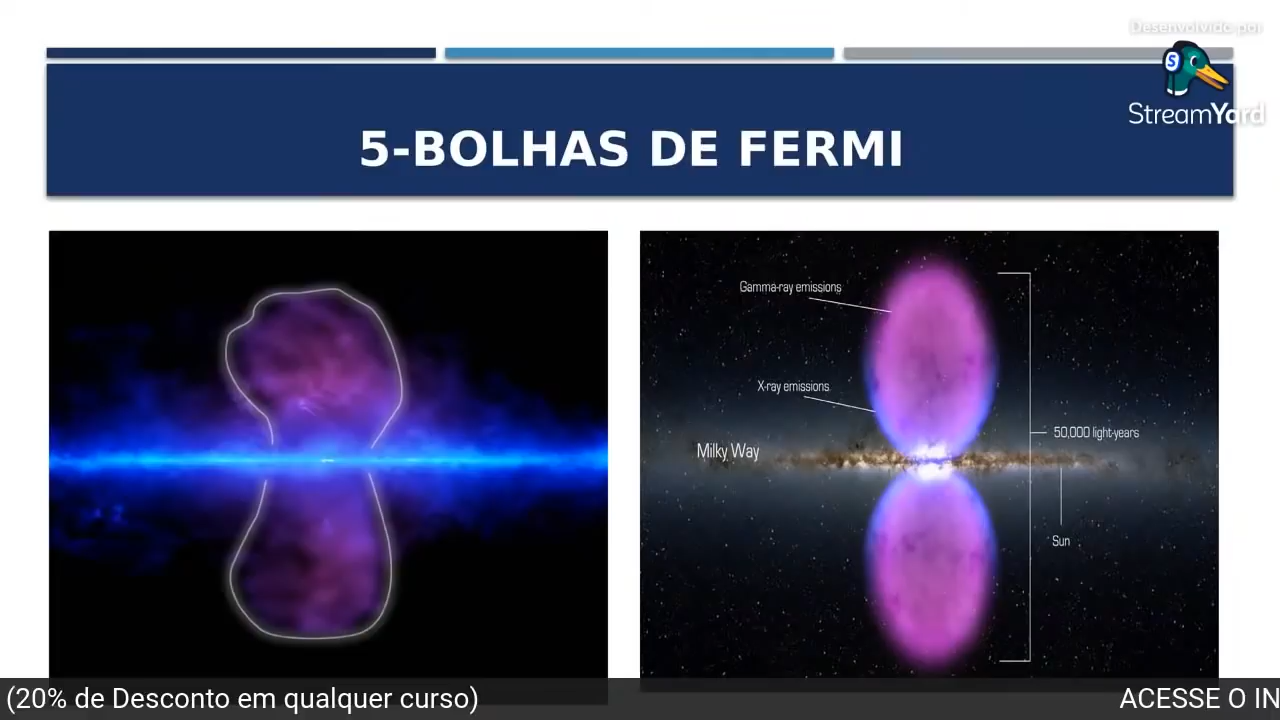 Desenvolvido por
StreamYard
5-BOLHAS DE FERMI
Gamma-ray emissions
X-ray emissions
Milky Way
50,000 light-years
Sun
(20% de Desconto em qualquer curso)
ACESSE O IN